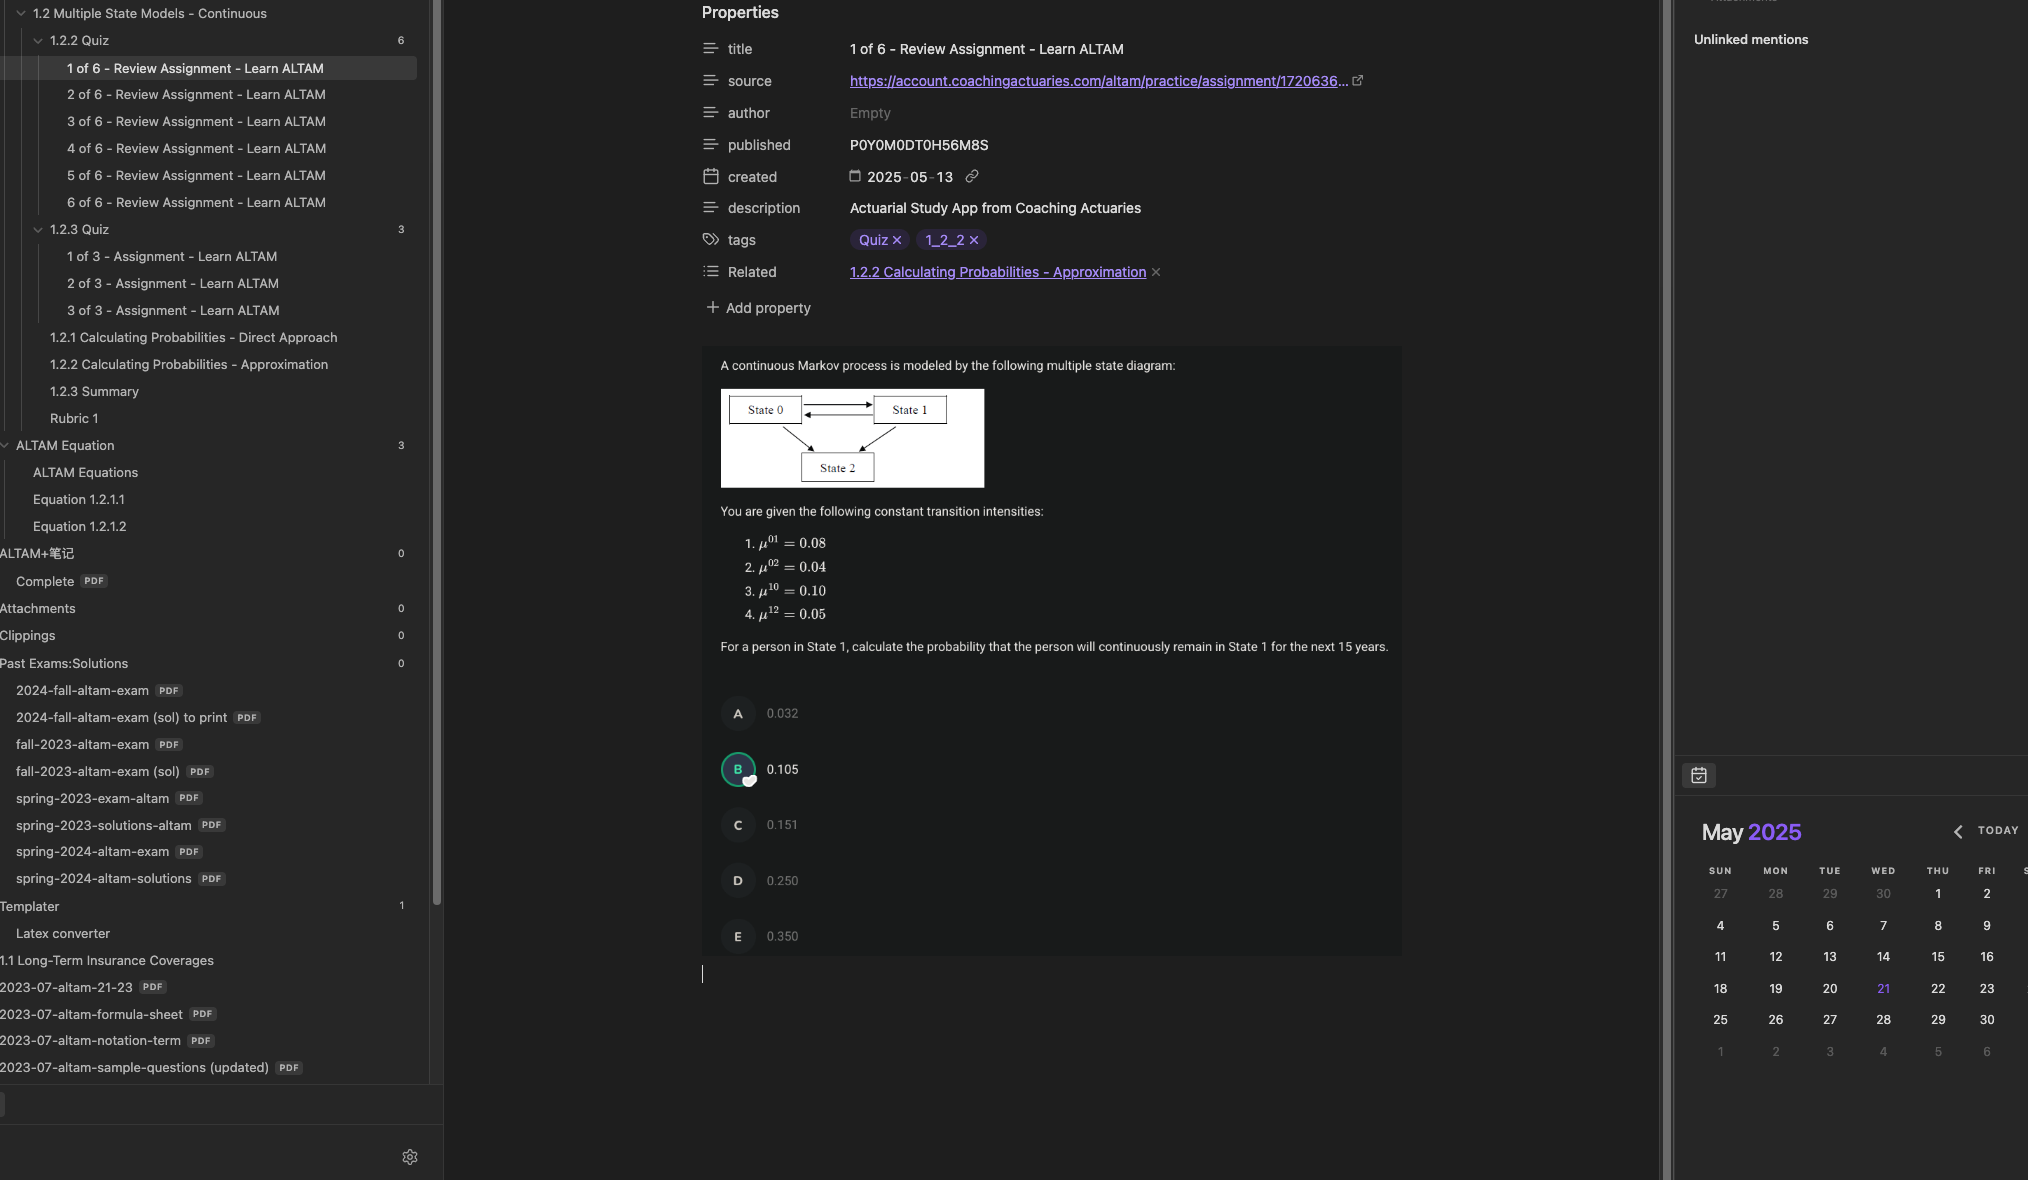 1.2 Multiple State Models - Continuous
1.2.2 Quiz 6
1 of 6 - Review Assignment - Learn ALTAM
2 of 6 - Review Assignment - Learn ALTAM
3 of 6 - Review Assignment - Learn ALTAM
4 of 6 - Review Assignment - Learn ALTAM
5 of 6 - Review Assignment - Learn ALTAM
6 of 6 - Review Assignment - Learn ALTAM
1.2.3 Quiz 3
1 of 3 - Assignment - Learn ALTAM
2 of 3 - Assignment - Learn ALTAM
3 of 3 - Assignment - Learn ALTAM
1.2.1 Calculating Probabilities - Direct Approach
1.2.2 Calculating Probabilities - Approximation
1.2.3 Summary
Rubric 1
ALTAM Equation 3
ALTAM Equations
Equation 1.2.1.1
Equation 1.2.1.2
ALTAM+笔记 0
Complete PDF
Attachments 0
Clippings 0
Past Exams:Solutions 0
2024-fall-altam-exam PDF
2024-fall-altam-exam (sol) to print PDF
fall-2023-altam-exam PDF
fall-2023-altam-exam (sol) PDF
spring-2023-exam-altam PDF
spring-2023-solutions-altam PDF
spring-2024-altam-exam PDF
spring-2024-altam-solutions PDF
Templater 1
Latex converter
1.1 Long-Term Insurance Coverages
2023-07-altam-21-23 PDF
2023-07-altam-formula-sheet PDF
2023-07-altam-notation-term PDF
2023-07-altam-sample-questions (updated) PDF
Properties
title 1 of 6 - Review Assignment - Learn ALTAM
source https://account.coachingactuaries.com/altam/practice/assignment/1720636...
author Empty
published P0Y0M0DT0H56M8S
created 2025-05-13
description Actuarial Study App from Coaching Actuaries
tags Quiz × 1_2_2 ×
Related 1.2.2 Calculating Probabilities - Approximation ×
+ Add property
A continuous Markov process is modeled by the following multiple state diagram:
State 0 State 1
State 2
You are given the following constant transition intensities:
1. μ^01 = 0.08
2. μ^02 = 0.04
3. μ^10 = 0.10
4. μ^12 = 0.05
For a person in State 1, calculate the probability that the person will continuously remain in State 1 for the next 15 years.
A 0.032
B 0.105
C 0.151
D 0.250
E 0.350
Unlinked mentions
May 2025 TODAY
SUN MON TUE WED THU FRI
27 28 29 30 1 2
4 5 6 7 8 9
11 12 13 14 15 16
18 19 20 21 22 23
25 26 27 28 29 30
1 2 3 4 5 6